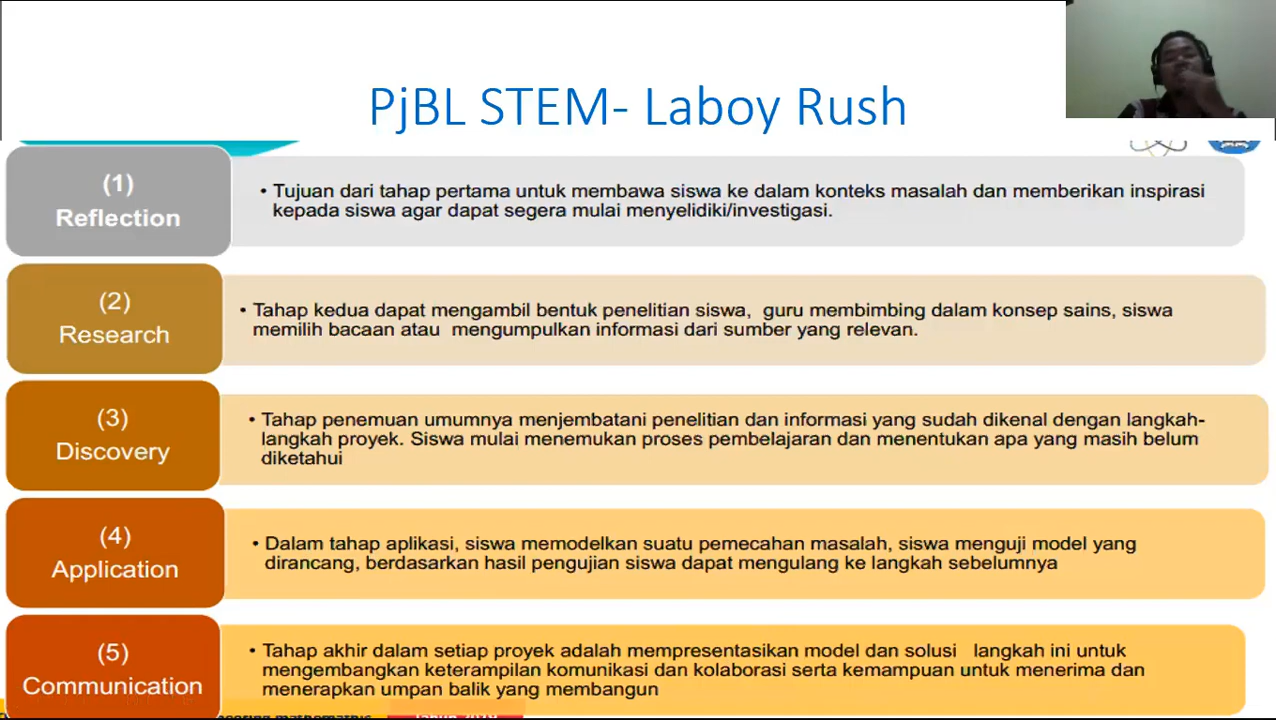 PjBL STEM- Laboy Rush
(1)
Reflection
• Tujuan dari tahap pertama untuk membawa siswa ke dalam konteks masalah dan memberikan inspirasi
kepada siswa agar dapat segera mulai menyelidiki/investigasi.
(2)
Research
• Tahap kedua dapat mengambil bentuk penelitian siswa, guru membimbing dalam konsep sains, siswa
memilih bacaan atau mengumpulkan informasi dari sumber yang relevan.
(3)
Discovery
• Tahap penemuan umumnya menjembatani penelitian dan informasi yang sudah dikenal dengan langkah-
langkah proyek. Siswa mulai menemukan proses pembelajaran dan menentukan apa yang masih belum
diketahui
(4)
Application
• Dalam tahap aplikasi, siswa memodelkan suatu pemecahan masalah, siswa menguji model yang
dirancang, berdasarkan hasil pengujian siswa dapat mengulang ke langkah sebelumnya
(5)
Communication
• Tahap akhir dalam setiap proyek adalah mempresentasikan model dan solusi langkah ini untuk
mengembangkan keterampilan komunikasi dan kolaborasi serta kemampuan untuk menerima dan
menerapkan umpan balik yang membangun